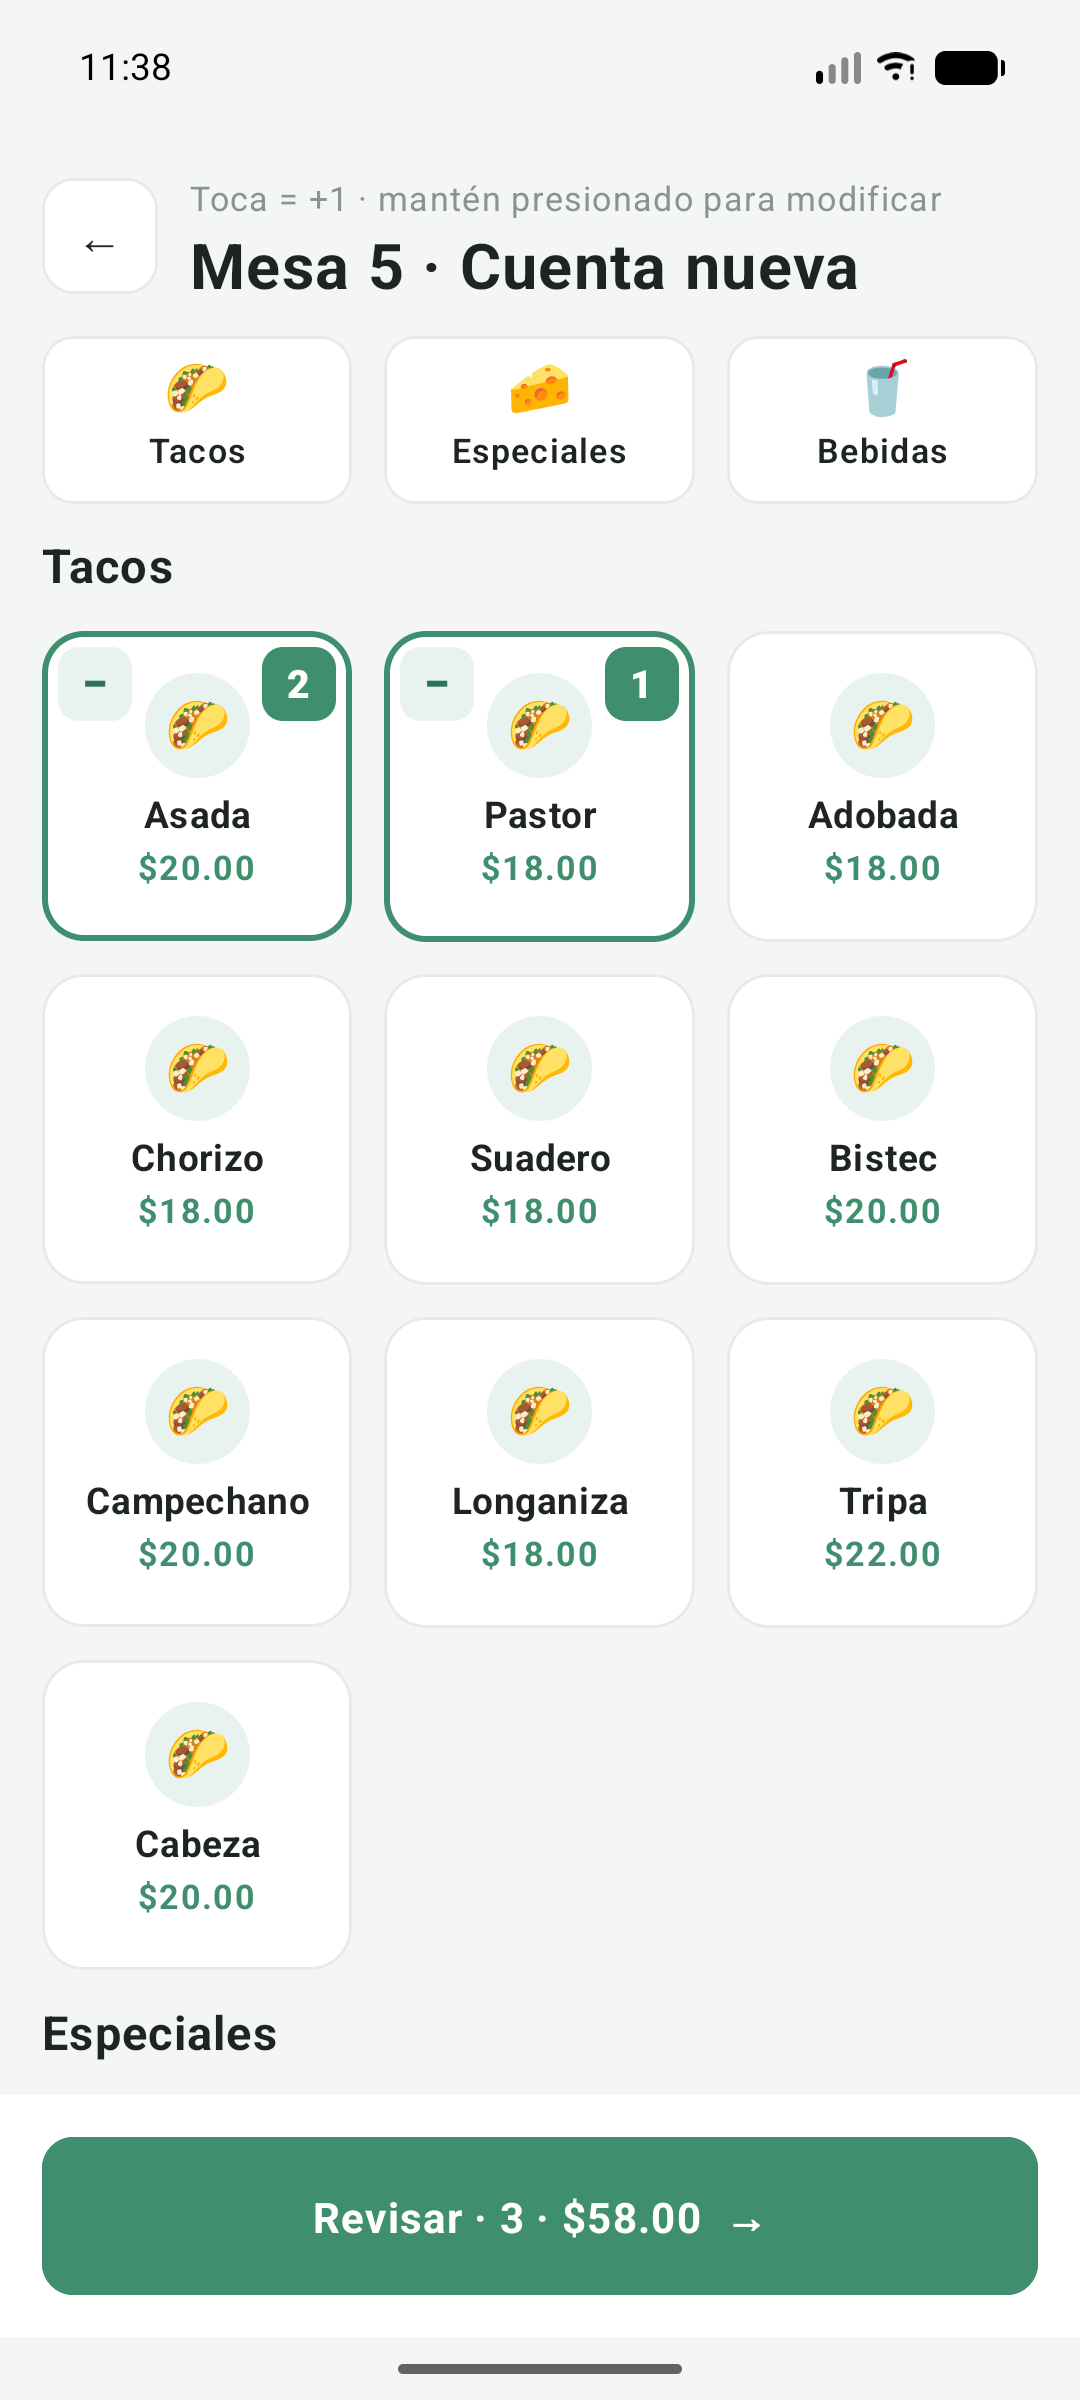 11:38
Toca = +1 · mantén presionado para modificar
←
Mesa 5 · Cuenta nueva
Tacos
Especiales
Bebidas
Tacos
− 2
− 1
Asada
$20.00
Pastor
$18.00
Adobada
$18.00
Chorizo
$18.00
Suadero
$18.00
Bistec
$20.00
Campechano
$20.00
Longaniza
$18.00
Tripa
$22.00
Cabeza
$20.00
Especiales
Revisar · 3 · $58.00 →